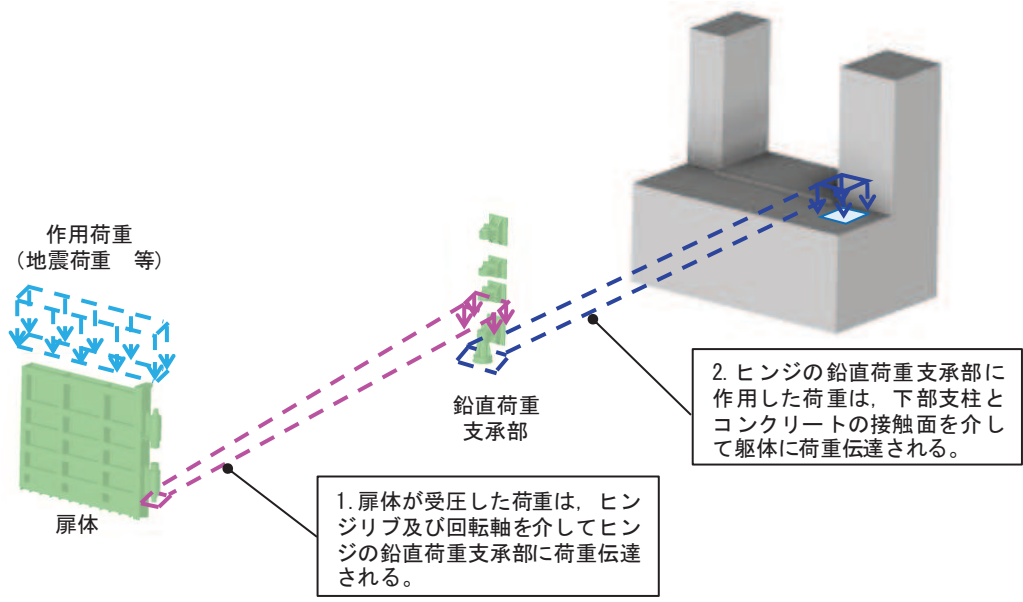 作用荷重
（地震荷重　等）
扉体
鉛直荷重
支承部
1.扉体が受圧した荷重は，ヒン
ジリブ及び回転軸を介してヒン
ジの鉛直荷重支承部に荷重伝達
される。
2.ヒンジの鉛直荷重支承部に
作用した荷重は，下部支柱と
コンクリートの接触面を介し
て躯体に荷重伝達される。